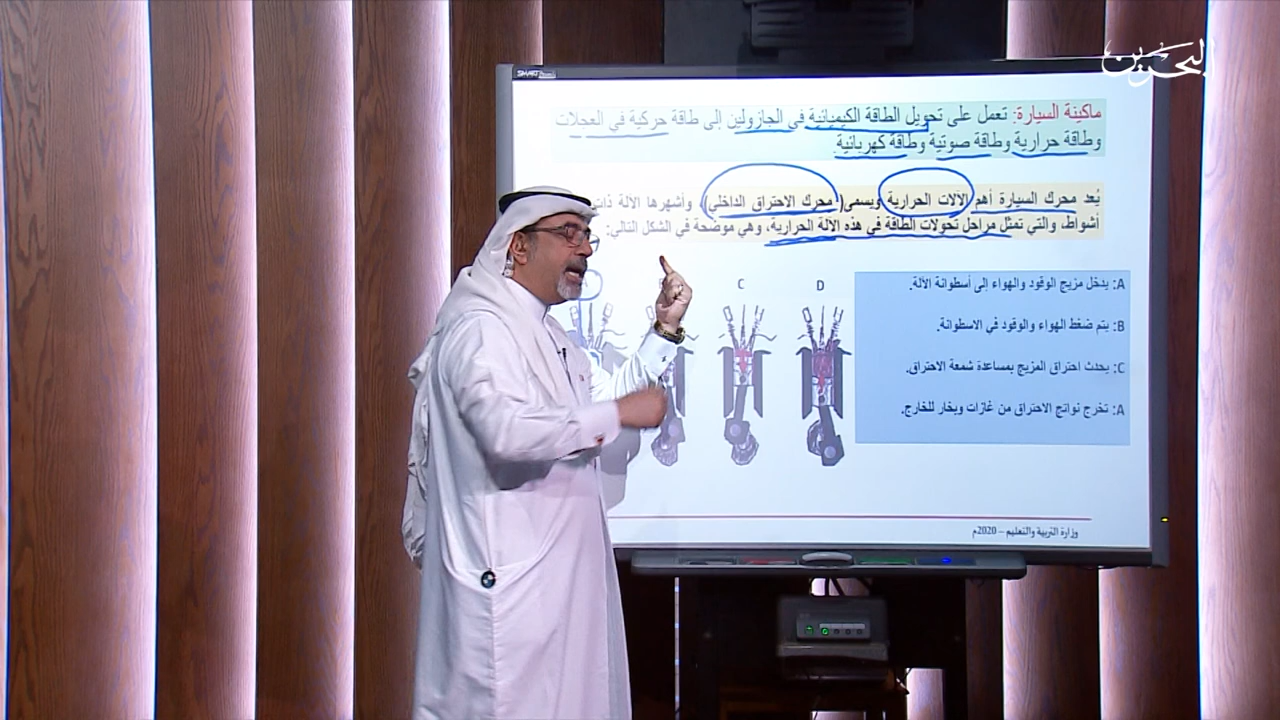 البحرين
SMART
ماكينة السيارة: تعمل على تحويل الطاقة الكيميائية في الجازولين إلى طاقة حركية في العجلات
وطاقة حرارية وطاقة صوتية وطاقة كهربائية.
يُعد محرك السيارة أهم الآلات الحرارية ويسمى( محرك الاحتراق الداخلي) وأشهرها الآلة ذات
أشواط، والتي تمثل مراحل تحولات الطاقة في هذه الآلة الحرارية، وهي موضحة في الشكل التالي:
C D
A: يدخل مزيج الوقود والهواء إلى أسطوانة الآلة.
B: يتم ضغط الهواء والوقود في الاسطوانة.
C: يحدث احتراق المزيج بمساعدة شمعة الاحتراق.
A: تخرج نواتج الاحتراق من غازات وبخار للخارج.
وزارة التربية والتعليم – 2020م